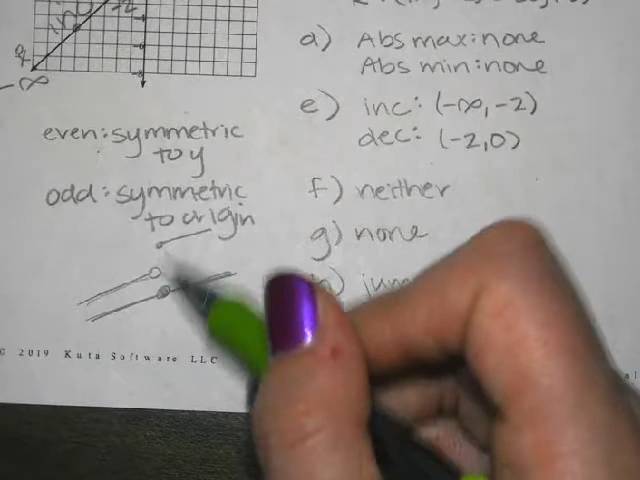 -∞
a) Abs max: none
Abs min: none
e) inc: (-∞, -2)
dec: (-2, 0)
even: symmetric
to y
odd: symmetric
to origin
f) neither
g) none
© 2019 Kuta Software LLC